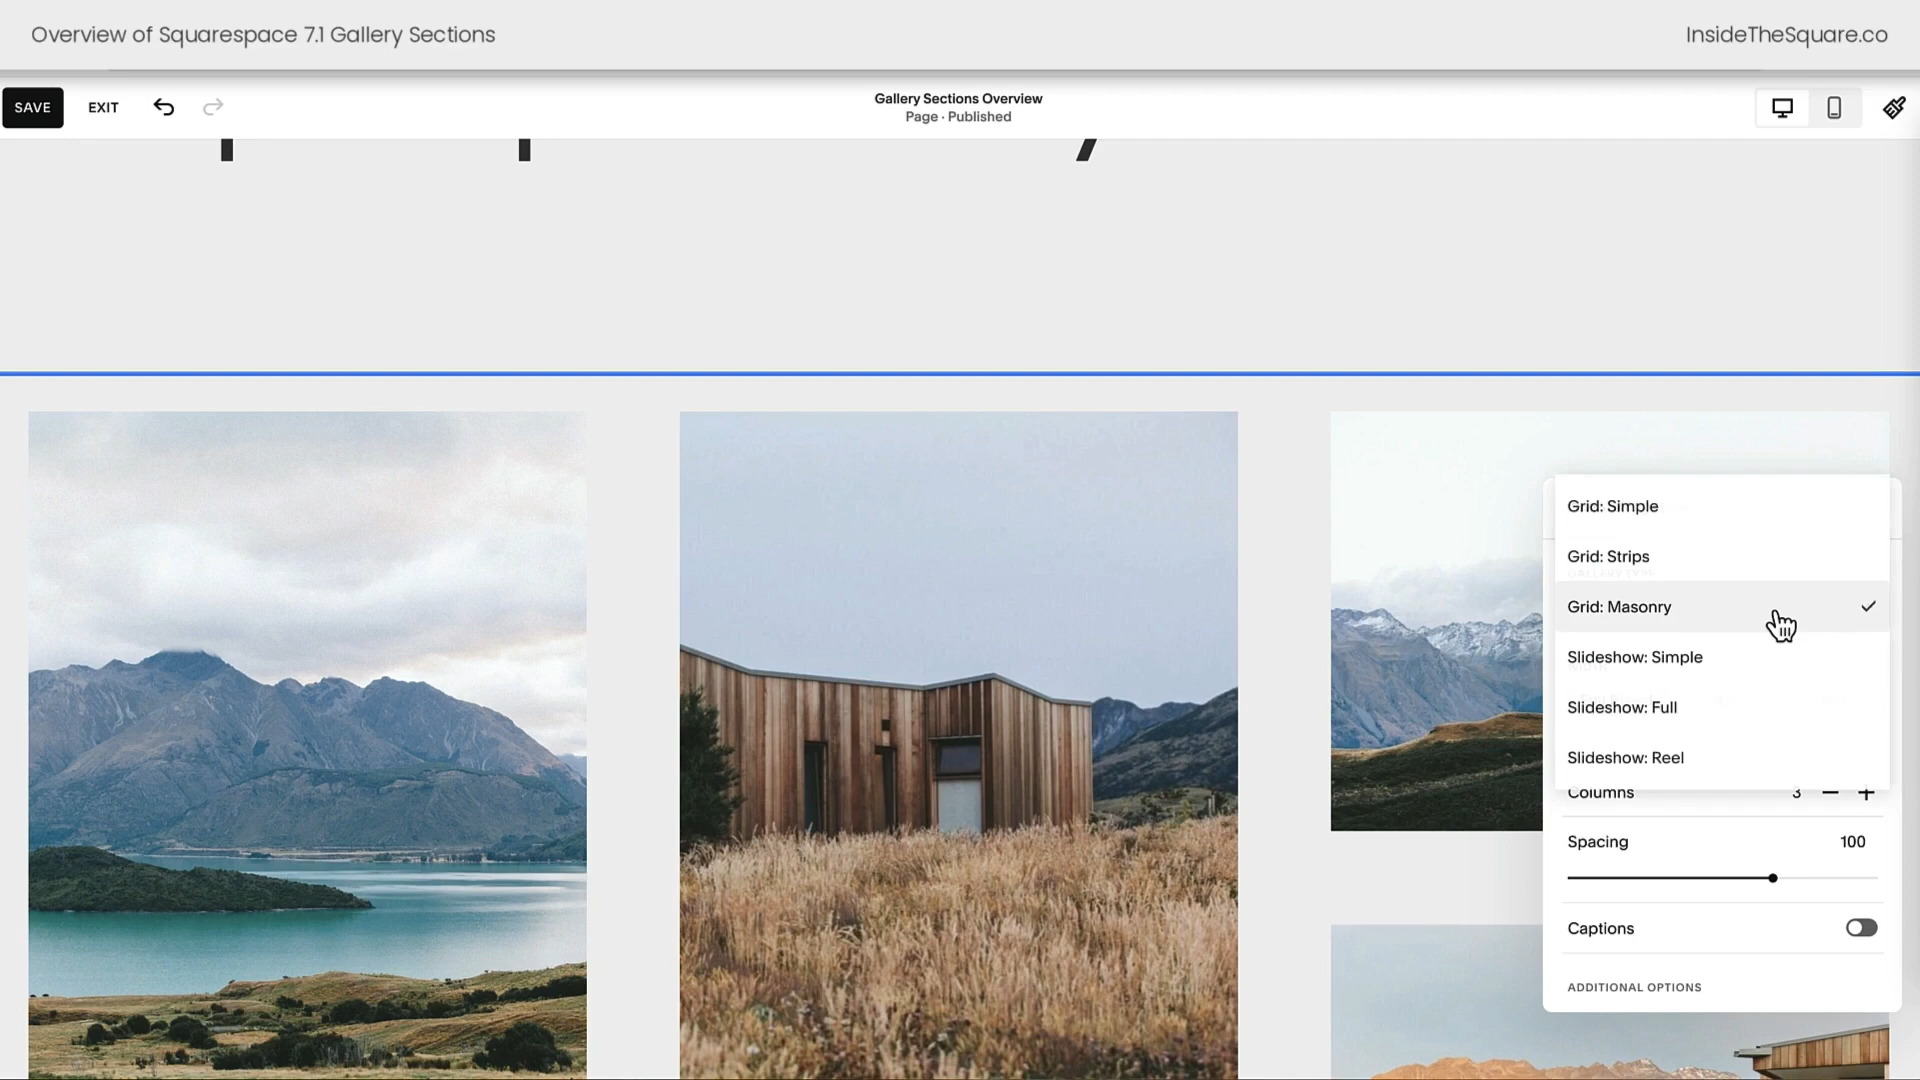 Overview of Squarespace 7.1 Gallery Sections
InsideTheSquare.co
SAVE
EXIT
Gallery Sections Overview
Page · Published
Grid: Simple
Grid: Strips
Grid: Masonry
Slideshow: Simple
Slideshow: Full
Slideshow: Reel
Columns 3
Spacing 100
Captions
ADDITIONAL OPTIONS